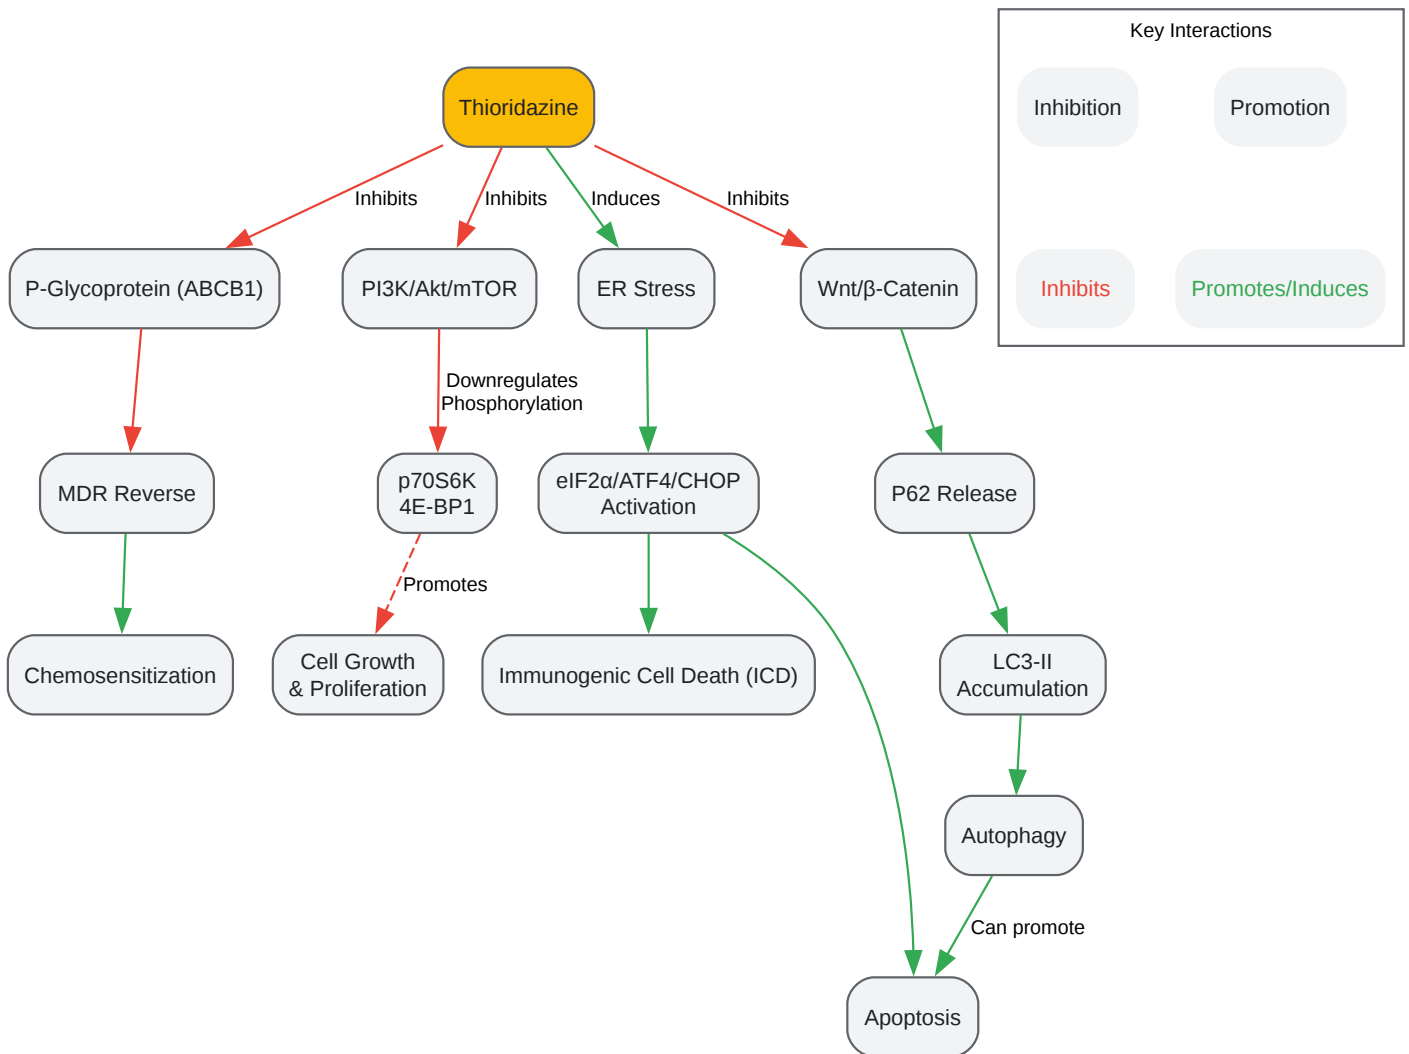 Key Interactions
Thioridazine
Inhibition
Promotion
Inhibits
Inhibits
Induces
Inhibits
P-Glycoprotein (ABCB1)
PI3K/Akt/mTOR
ER Stress
Wnt/β-Catenin
Inhibits
Promotes/Induces
Downregulates
Phosphorylation
MDR Reverse
p70S6K
4E-BP1
eIF2α/ATF4/CHOP
Activation
P62 Release
Promotes
Chemosensitization
Cell Growth
& Proliferation
Immunogenic Cell Death (ICD)
LC3-II
Accumulation
Autophagy
Can promote
Apoptosis